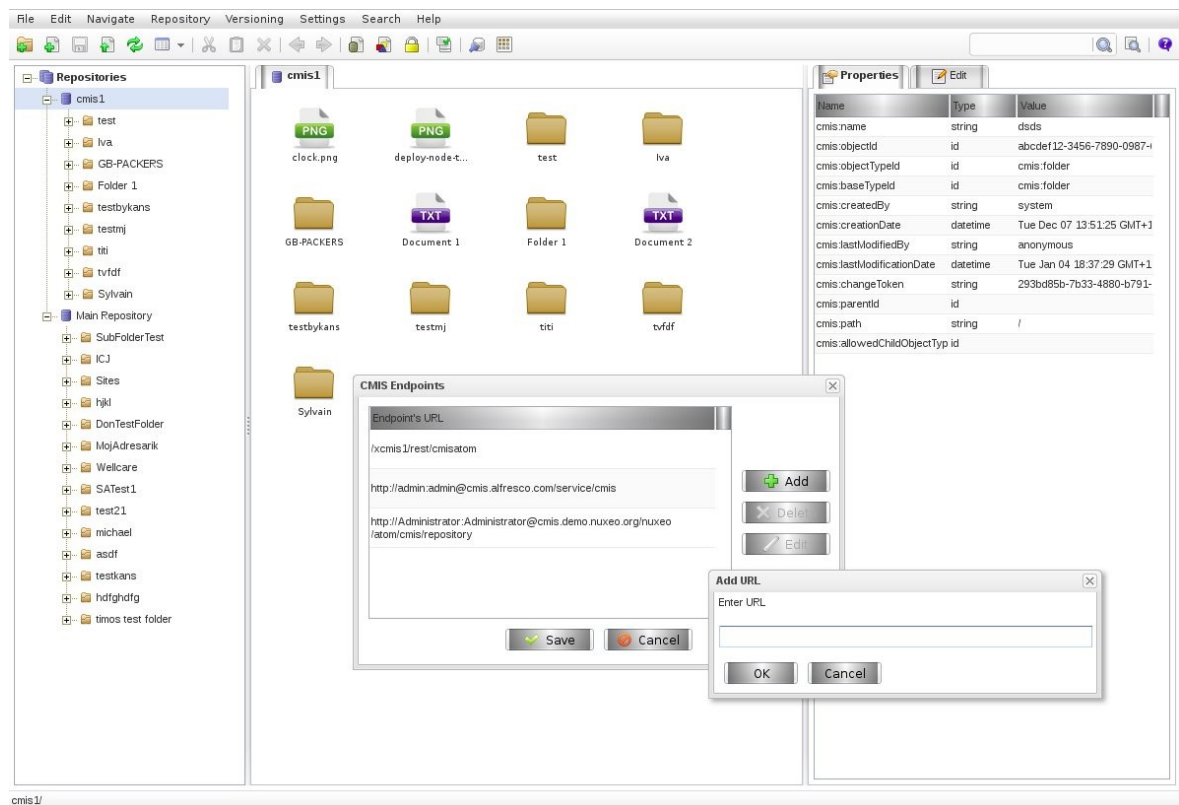 File Edit Navigate Repository Versioning Settings Search Help
Repositories
cmis1
test
lva
GB-PACKERS
Folder 1
testbykans
testmj
titi
tvfdf
Sylvain
Main Repository
SubFolderTest
ICJ
Sites
hjkl
DonTestFolder
MojAdresarik
Wellcare
SATest1
test21
michael
asdf
testkans
hdfghdfg
timos test folder
cmis1
PNG PNG
clock.png deploy-node-t... test lva
TXT TXT
GB-PACKERS Document 1 Folder 1 Document 2
testbykans testmj titi tvfdf
Sylvain
Properties Edit
Name Type Value
cmis:name string dsds
cmis:objectId id abcdef12-3456-7890-0987-
cmis:objectTypeId id cmis:folder
cmis:baseTypeId id cmis:folder
cmis:createdBy string system
cmis:creationDate datetime Tue Dec 07 13:51:25 GMT+1
cmis:lastModifiedBy string anonymous
cmis:lastModificationDate datetime Tue Jan 04 18:37:29 GMT+1
cmis:changeToken string 293bd85b-7b33-4880-b791-
cmis:parentId id
cmis:path string /
cmis:allowedChildObjectTyp id
CMIS Endpoints
Endpoint's URL
/xcmis1/rest/cmisatom
http://admin:admin@cmis.alfresco.com/service/cmis
http://Administrator:Administrator@cmis.demo.nuxeo.org/nuxeo
/atom/cmis/repository
Add
Delet
Edit
Save Cancel
Add URL
Enter URL
OK Cancel
cmis1/